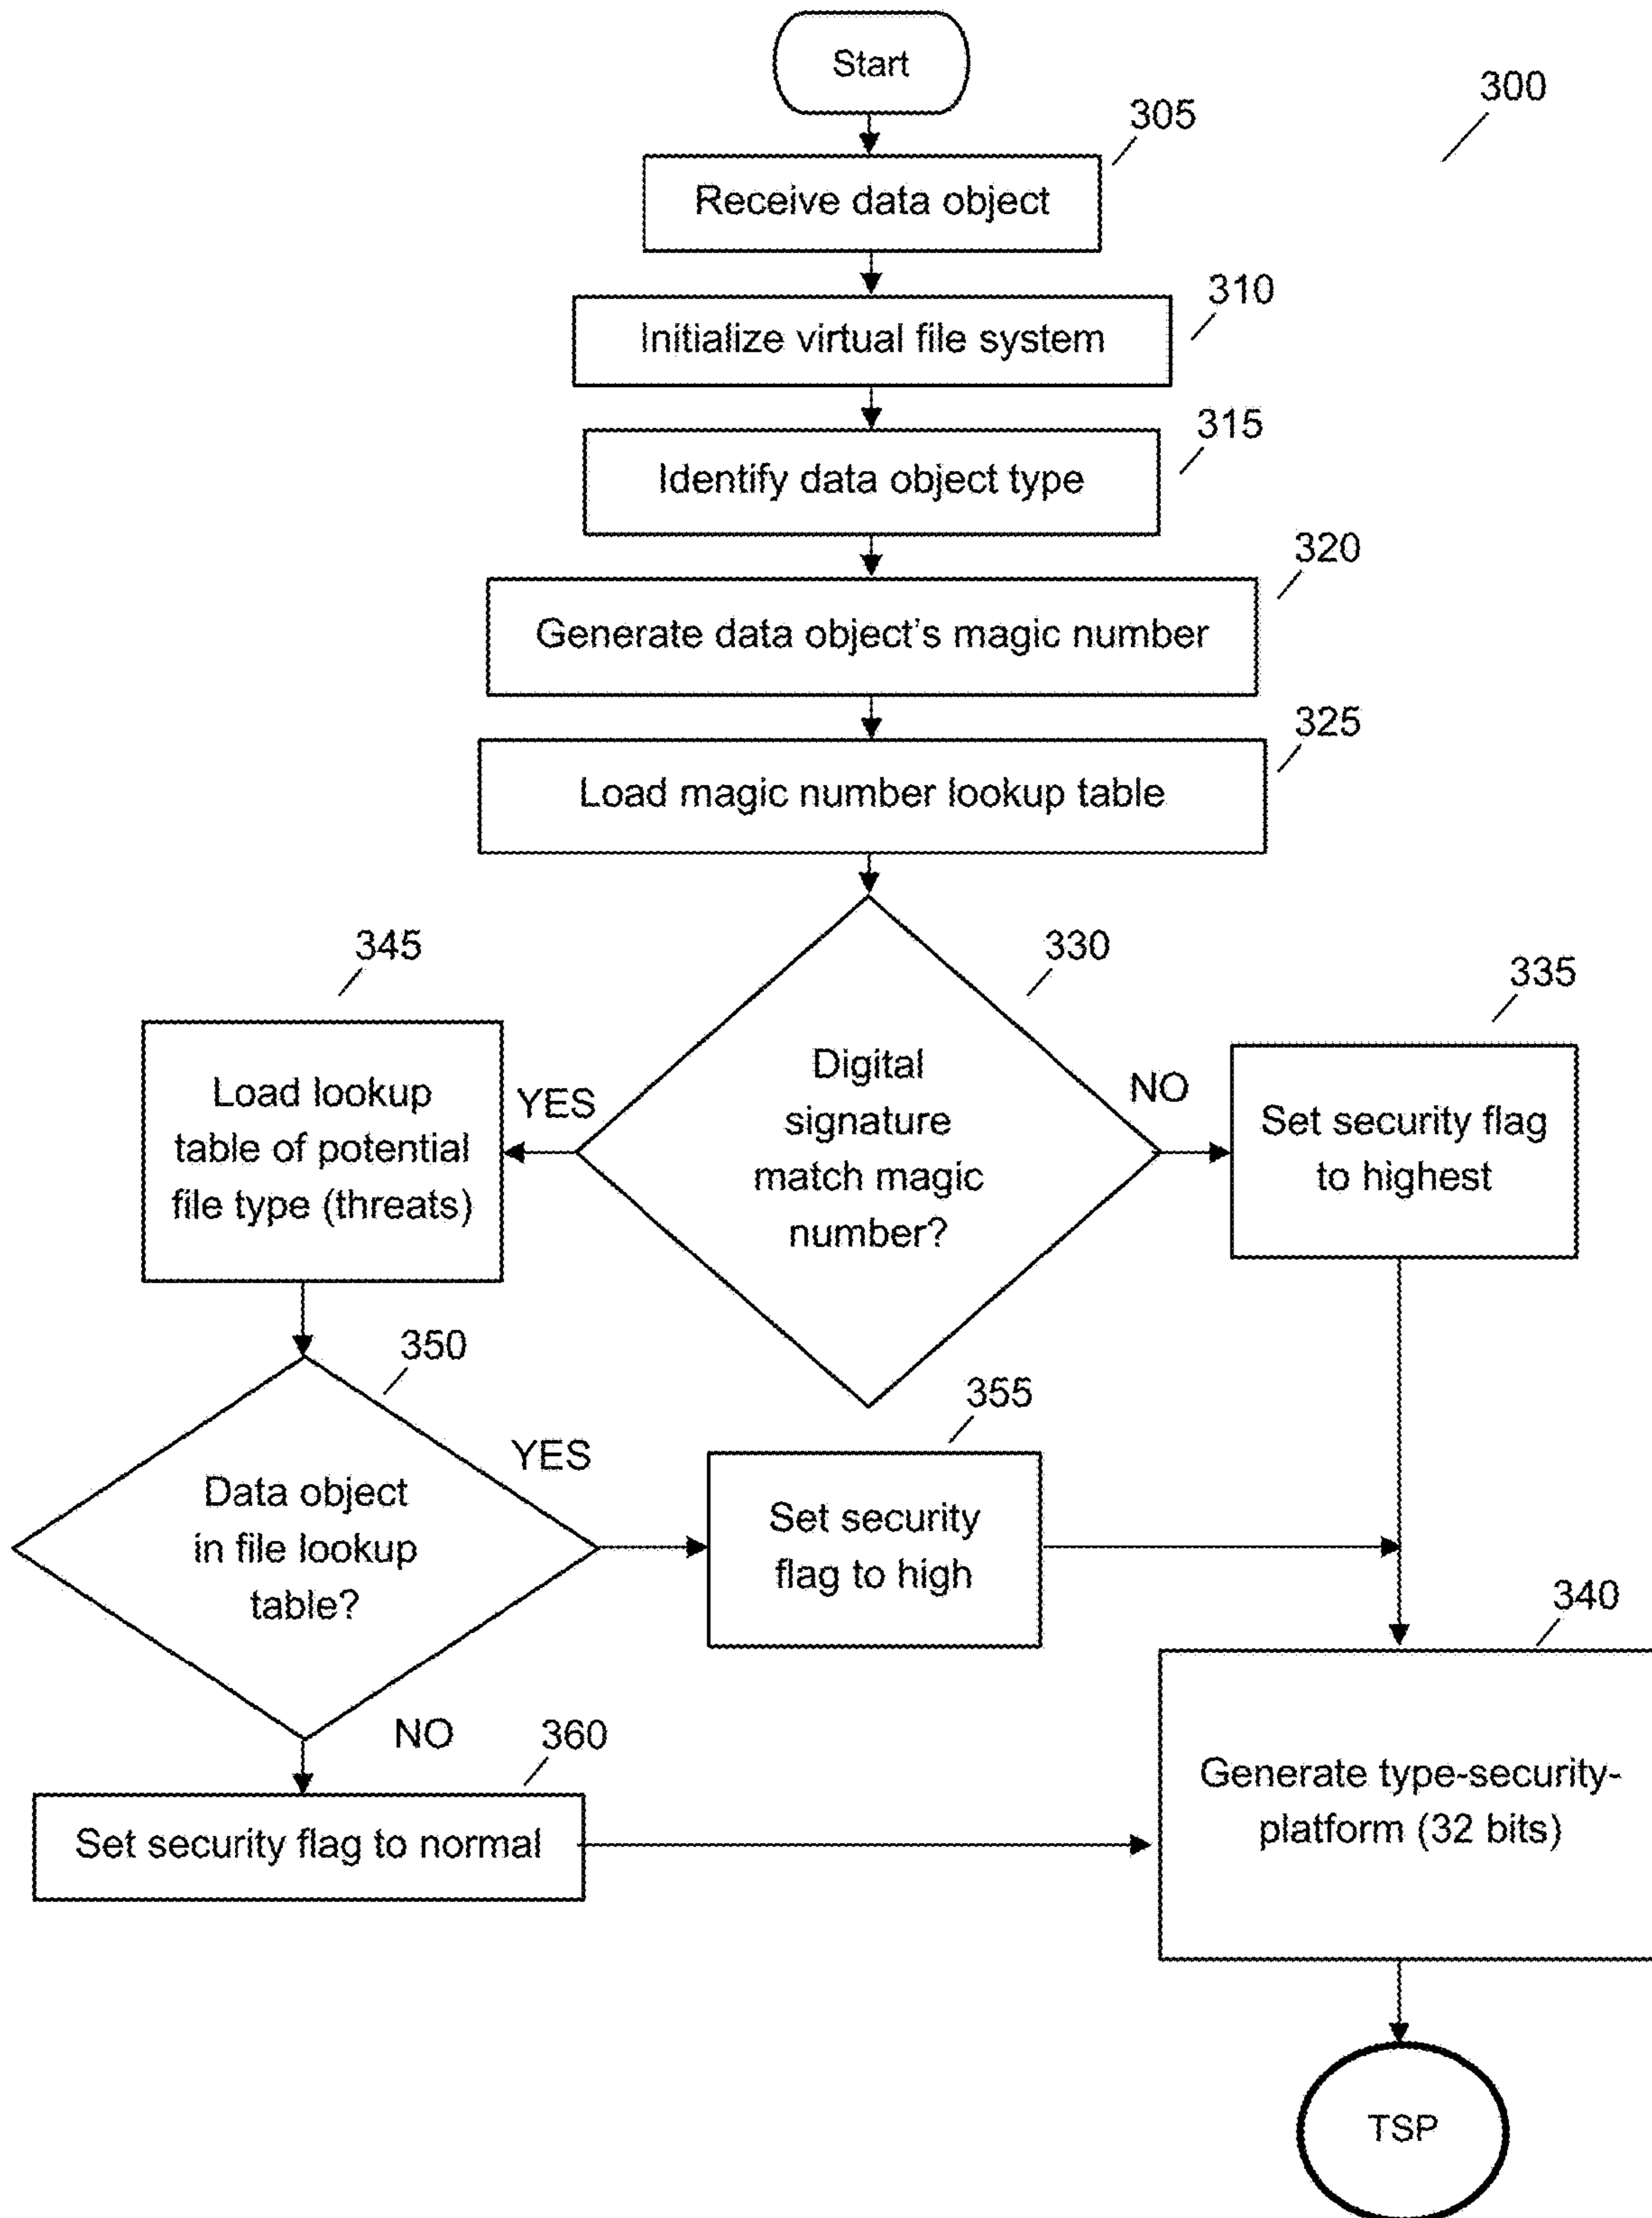 Start
300
305
Receive data object
310
Initialize virtual file system
315
Identify data object type
320
Generate data object's magic number
325
Load magic number lookup table
330
Digital
signature
match magic
number?
YES
NO
345
Load lookup
table of potential
file type (threats)
335
Set security flag
to highest
350
Data object
in file lookup
table?
YES
355
Set security
flag to high
NO
360
Set security flag to normal
340
Generate type-security-
platform (32 bits)
TSP